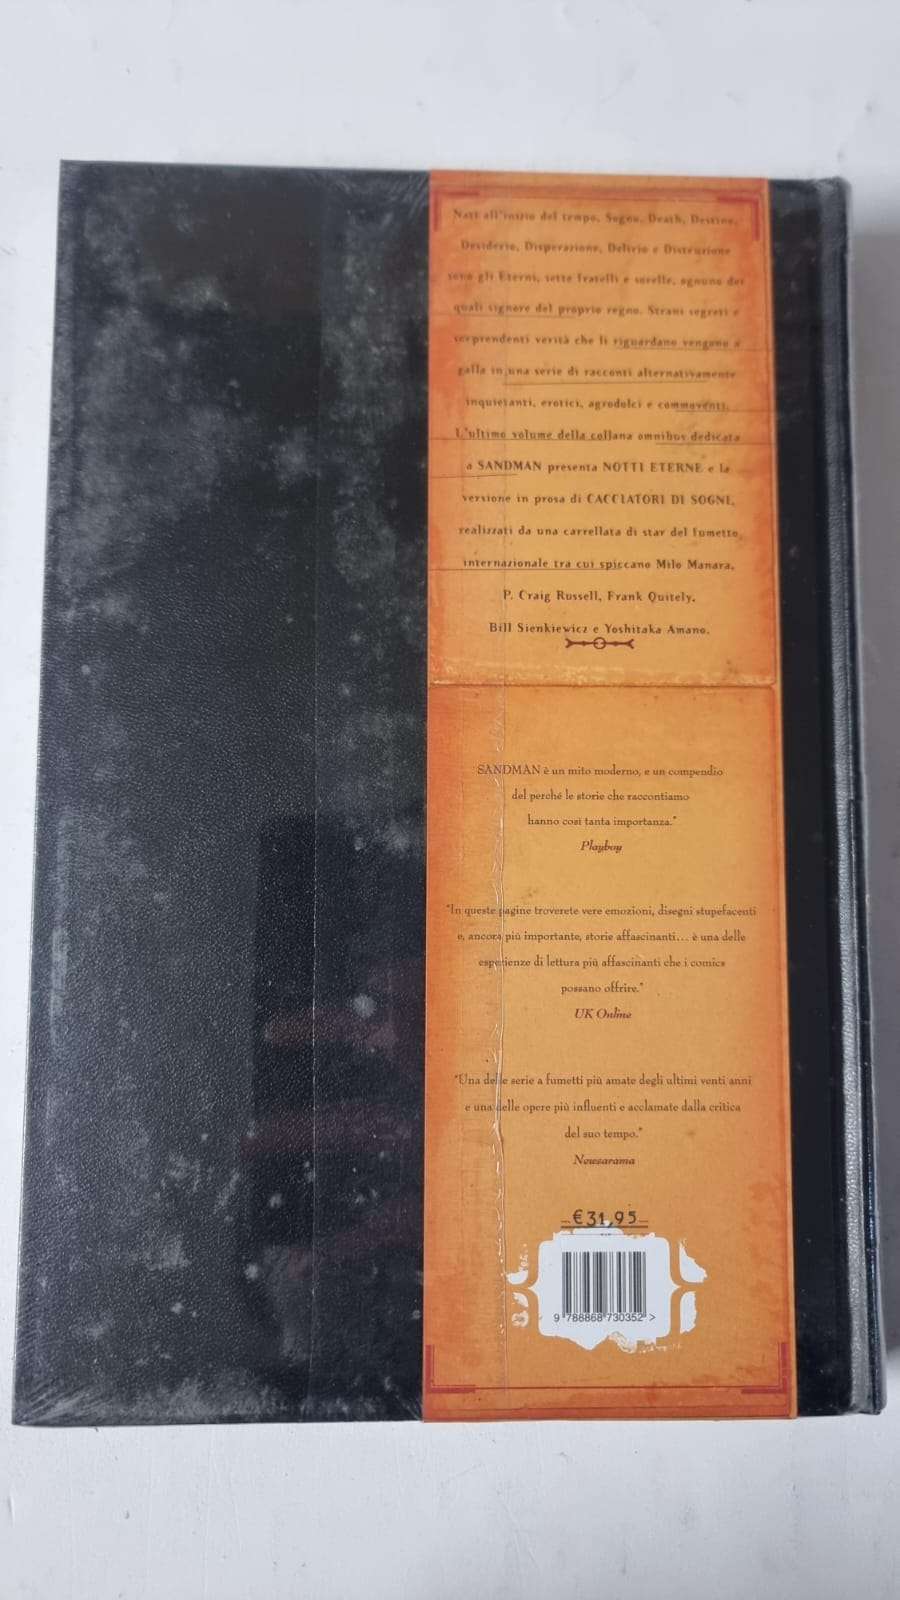 Nati all'inizio del tempo, Sogno, Death, Destino,
Desiderio, Disperazione, Delirio e Distruzione
sono gli Eterni, sette fratelli e sorelle, ognuno dei
quali signore del proprio regno. Strani segreti e
sorprendenti verità che li riguardano vengono a
galla in una serie di racconti alternativamente
inquietanti, erotici, agrodolci e commoventi.
L'ultimo volume della collana omnibus dedicata
a SANDMAN presenta NOTTI ETERNE e la
versione in prosa di CACCIATORI DI SOGNI,
realizzati da una carrellata di star del fumetto
internazionale tra cui spiccano Milo Manara,
P. Craig Russell, Frank Quitely,
Bill Sienkiewicz e Yoshitaka Amano.
SANDMAN è un mito moderno, e un compendio
del perché le storie che raccontiamo
hanno così tanta importanza."
Playboy
"In queste pagine troverete vere emozioni, disegni stupefacenti
e, ancora più importante, storie affascinanti... è una delle
esperienze di lettura più affascinanti che i comics
possano offrire."
UK Online
"Una delle serie a fumetti più amate degli ultimi venti anni
e una delle opere più influenti e acclamate dalla critica
del suo tempo."
Newsarama
€ 31,95
9 788868 730352 >